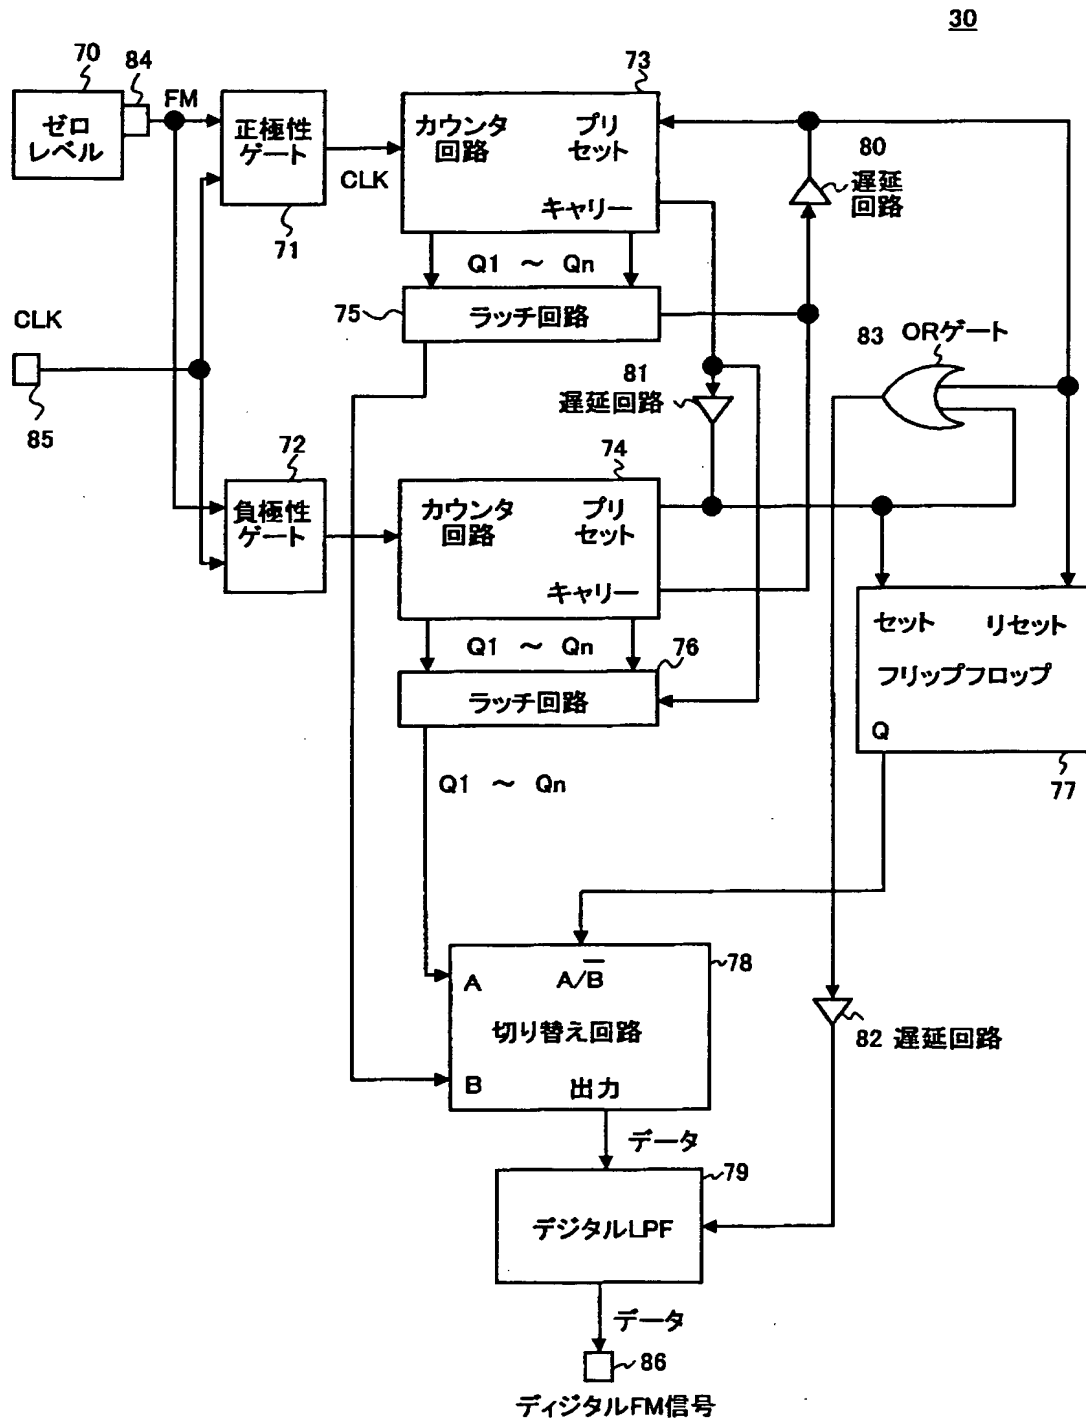 30
70
84
ゼロ
レベル
FM
正極性
ゲート
71
CLK
73
カウンタ
回路
プリ
セット
キャリー
Q1 ～ Qn
75
ラッチ回路
80
遅延
回路
CLK
85
81
遅延回路
83
ORゲート
72
負極性
ゲート
74
カウンタ
回路
プリ
セット
キャリー
Q1 ～ Qn
76
ラッチ回路
Q1 ～ Qn
セット
リセット
フリップフロップ
Q
77
78
A
A/B̅
切り替え回路
B
出力
82 遅延回路
データ
79
デジタルLPF
データ
86
ディジタルFM信号